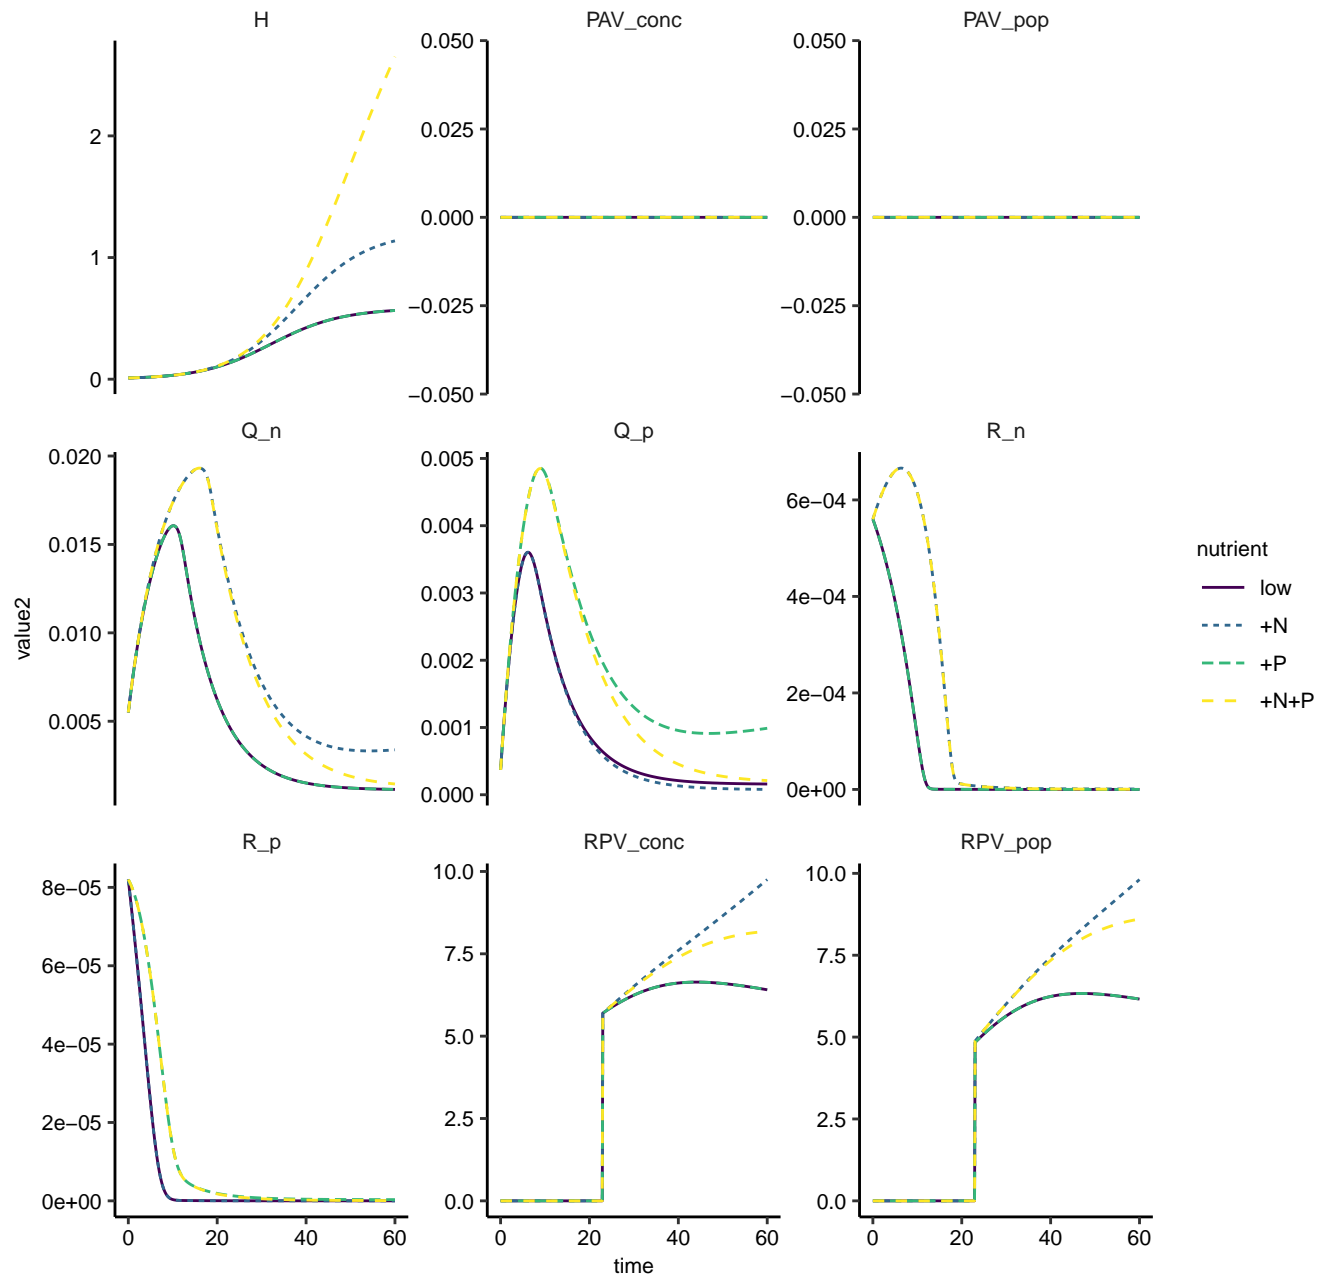 H
PAV_conc
PAV_pop
2
1
0
0.050
0.025
0.000
−0.025
−0.050
0.050
0.025
0.000
−0.025
−0.050
Q_n
Q_p
R_n
0.020
0.015
0.010
0.005
0.005
0.004
0.003
0.002
0.001
0.000
6e−04
4e−04
2e−04
0e+00
R_p
RPV_conc
RPV_pop
8e−05
6e−05
4e−05
2e−05
0e+00
10.0
7.5
5.0
2.5
0.0
10.0
7.5
5.0
2.5
0.0
0 20 40 60
0 20 40 60
0 20 40 60
time
value2
nutrient
low
+N
+P
+N+P